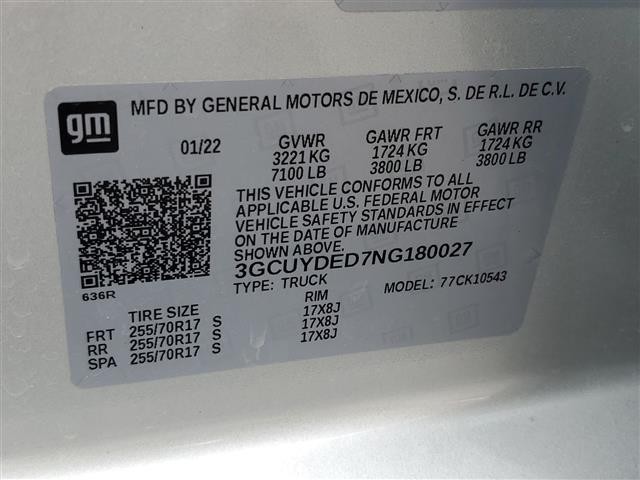 gm
MFD BY GENERAL MOTORS DE MEXICO, S. DE R.L. DE C.V.
01/22 GVWR GAWR FRT GAWR RR
3221 KG 1724 KG 1724 KG
7100 LB 3800 LB 3800 LB
THIS VEHICLE CONFORMS TO ALL
APPLICABLE U.S. FEDERAL MOTOR
VEHICLE SAFETY STANDARDS IN EFFECT
ON THE DATE OF MANUFACTURE
SHOWN ABOVE.
3GCUYDED7NG180027
TYPE: TRUCK MODEL: 77CK10543
636R
TIRE SIZE RIM
FRT 255/70R17 S 17X8J
RR 255/70R17 S 17X8J
SPA 255/70R17 S 17X8J